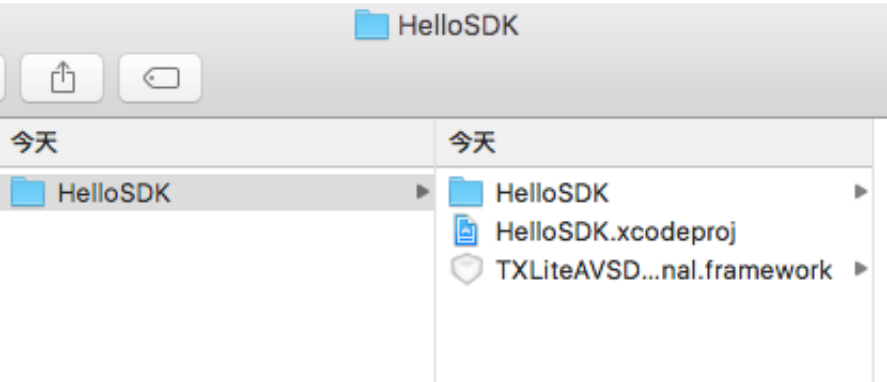 HelloSDK
今天
今天
HelloSDK
HelloSDK
HelloSDK.xcodeproj
TXLiteAVSD...nal.framework